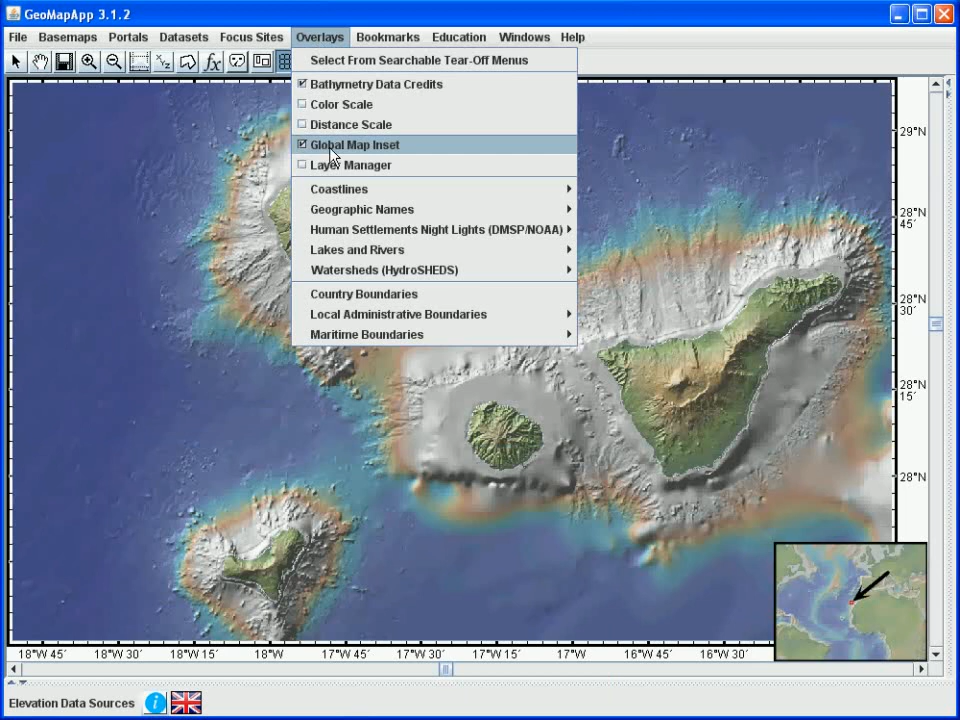 GeoMapApp 3.1.2
File Basemaps Portals Datasets Focus Sites Overlays Bookmarks Education Windows Help
Select From Searchable Tear-Off Menus
Bathymetry Data Credits
Color Scale
Distance Scale
Global Map Inset
Layer Manager
Coastlines
Geographic Names
Human Settlements Night Lights (DMSP/NOAA)
Lakes and Rivers
Watersheds (HydroSHEDS)
Country Boundaries
Local Administrative Boundaries
Maritime Boundaries
29°N
28°N
45´
28°N
30´
28°N
15´
28°N
18°W 45´ 18°W 30´ 18°W 15´ 18°W 17°W 45´ 17°W 30´ 17°W 15´ 17°W 16°W 45´ 16°W 30´
Elevation Data Sources